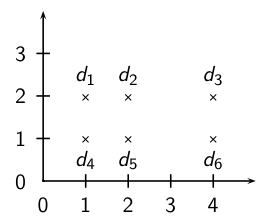 3
d₁ d₂ d₃
2 × × ×
1 × × ×
d₄ d₅ d₆
0
0 1 2 3 4